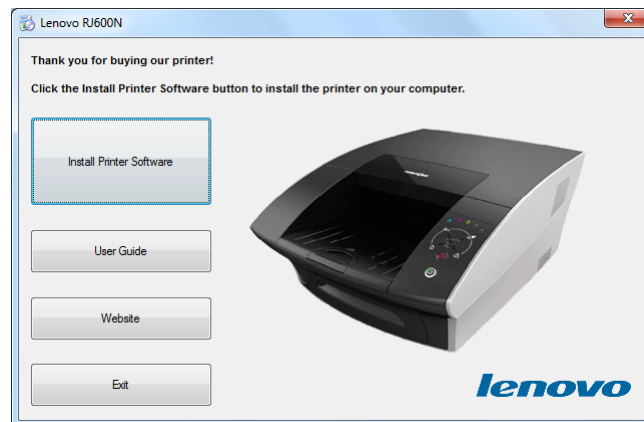 Lenovo RJ600N
Thank you for buying our printer!
Click the Install Printer Software button to install the printer on your computer.
Install Printer Software
User Guide
Website
Exit
lenovo